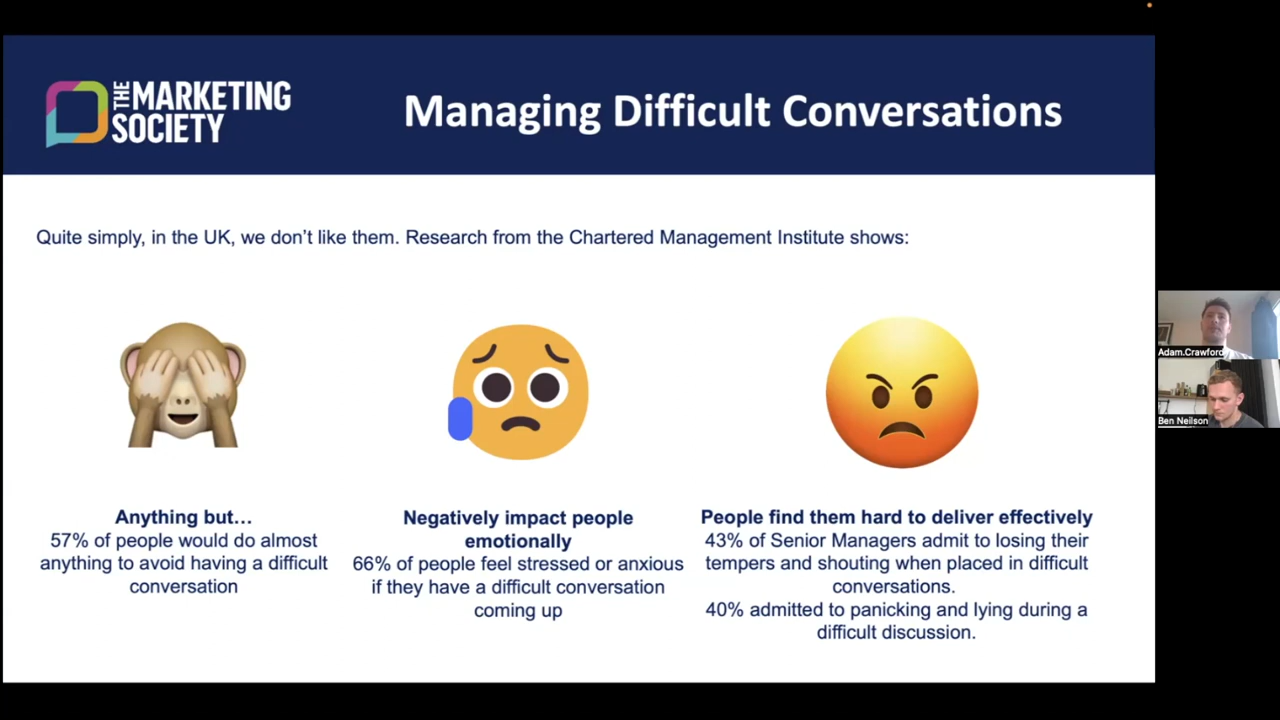 THE MARKETING
SOCIETY
Managing Difficult Conversations
Quite simply, in the UK, we don’t like them. Research from the Chartered Management Institute shows:
Anything but…
57% of people would do almost
anything to avoid having a difficult
conversation
Negatively impact people
emotionally
66% of people feel stressed or anxious
if they have a difficult conversation
coming up
People find them hard to deliver effectively
43% of Senior Managers admit to losing their
tempers and shouting when placed in difficult
conversations.
40% admitted to panicking and lying during a
difficult discussion.
Adam.Crawford
Ben Neilson